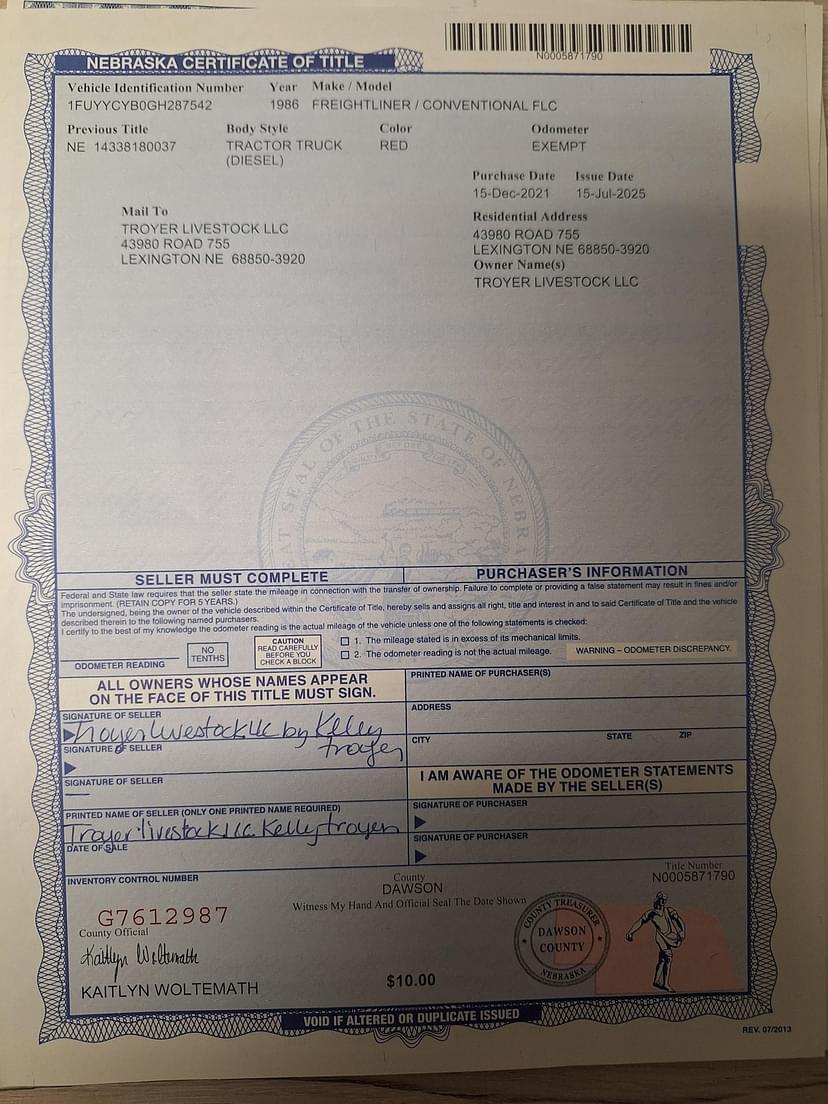 N0005871790
NEBRASKA CERTIFICATE OF TITLE
Vehicle Identification Number Year Make / Model
1FUYYCYB0GH287542 1986 FREIGHTLINER / CONVENTIONAL FLC
Previous Title Body Style Color Odometer
NE 14338180037 TRACTOR TRUCK RED EXEMPT
(DIESEL)
Purchase Date Issue Date
15-Dec-2021 15-Jul-2025
Mail To
TROYER LIVESTOCK LLC
43980 ROAD 755
LEXINGTON NE 68850-3920
Residential Address
43980 ROAD 755
LEXINGTON NE 68850-3920
Owner Name(s)
TROYER LIVESTOCK LLC
SEAL OF THE STATE OF NEBRA
SELLER MUST COMPLETE
PURCHASER'S INFORMATION
Federal and State law requires that the seller state the mileage in connection with the transfer of ownership. Failure to complete or providing a false statement may result in fines and/or
imprisonment. (RETAIN COPY FOR 5 YEARS.)
The undersigned, being the owner of the vehicle described within the Certificate of Title, hereby sells and assigns all right, title and interest in and to said Certificate of Title and the vehicle
described therein to the following named purchasers.
I certify to the best of my knowledge the odometer reading is the actual mileage of the vehicle unless one of the following statements is checked:
ODOMETER READING
NO
TENTHS
CAUTION
READ CAREFULLY
BEFORE YOU
CHECK A BLOCK
1. The mileage stated is in excess of its mechanical limits.
2. The odometer reading is not the actual mileage.
WARNING – ODOMETER DISCREPANCY.
ALL OWNERS WHOSE NAMES APPEAR
ON THE FACE OF THIS TITLE MUST SIGN.
SIGNATURE OF SELLER
Troyer Livestock llc by Kelly
troyer
SIGNATURE OF SELLER
SIGNATURE OF SELLER
PRINTED NAME OF SELLER (ONLY ONE PRINTED NAME REQUIRED)
Troyer livestock llc Kelly troyer
DATE OF SALE
PRINTED NAME OF PURCHASER(S)
ADDRESS
CITY STATE ZIP
I AM AWARE OF THE ODOMETER STATEMENTS
MADE BY THE SELLER(S)
SIGNATURE OF PURCHASER
SIGNATURE OF PURCHASER
INVENTORY CONTROL NUMBER
G7612987
County
DAWSON
Witness My Hand And Official Seal The Date Shown
Title Number
N0005871790
County Official
Kaitlyn Woltemath
KAITLYN WOLTEMATH
$10.00
COUNTY TREASURER
DAWSON
COUNTY
NEBRASKA
VOID IF ALTERED OR DUPLICATE ISSUED
REV. 07/2013